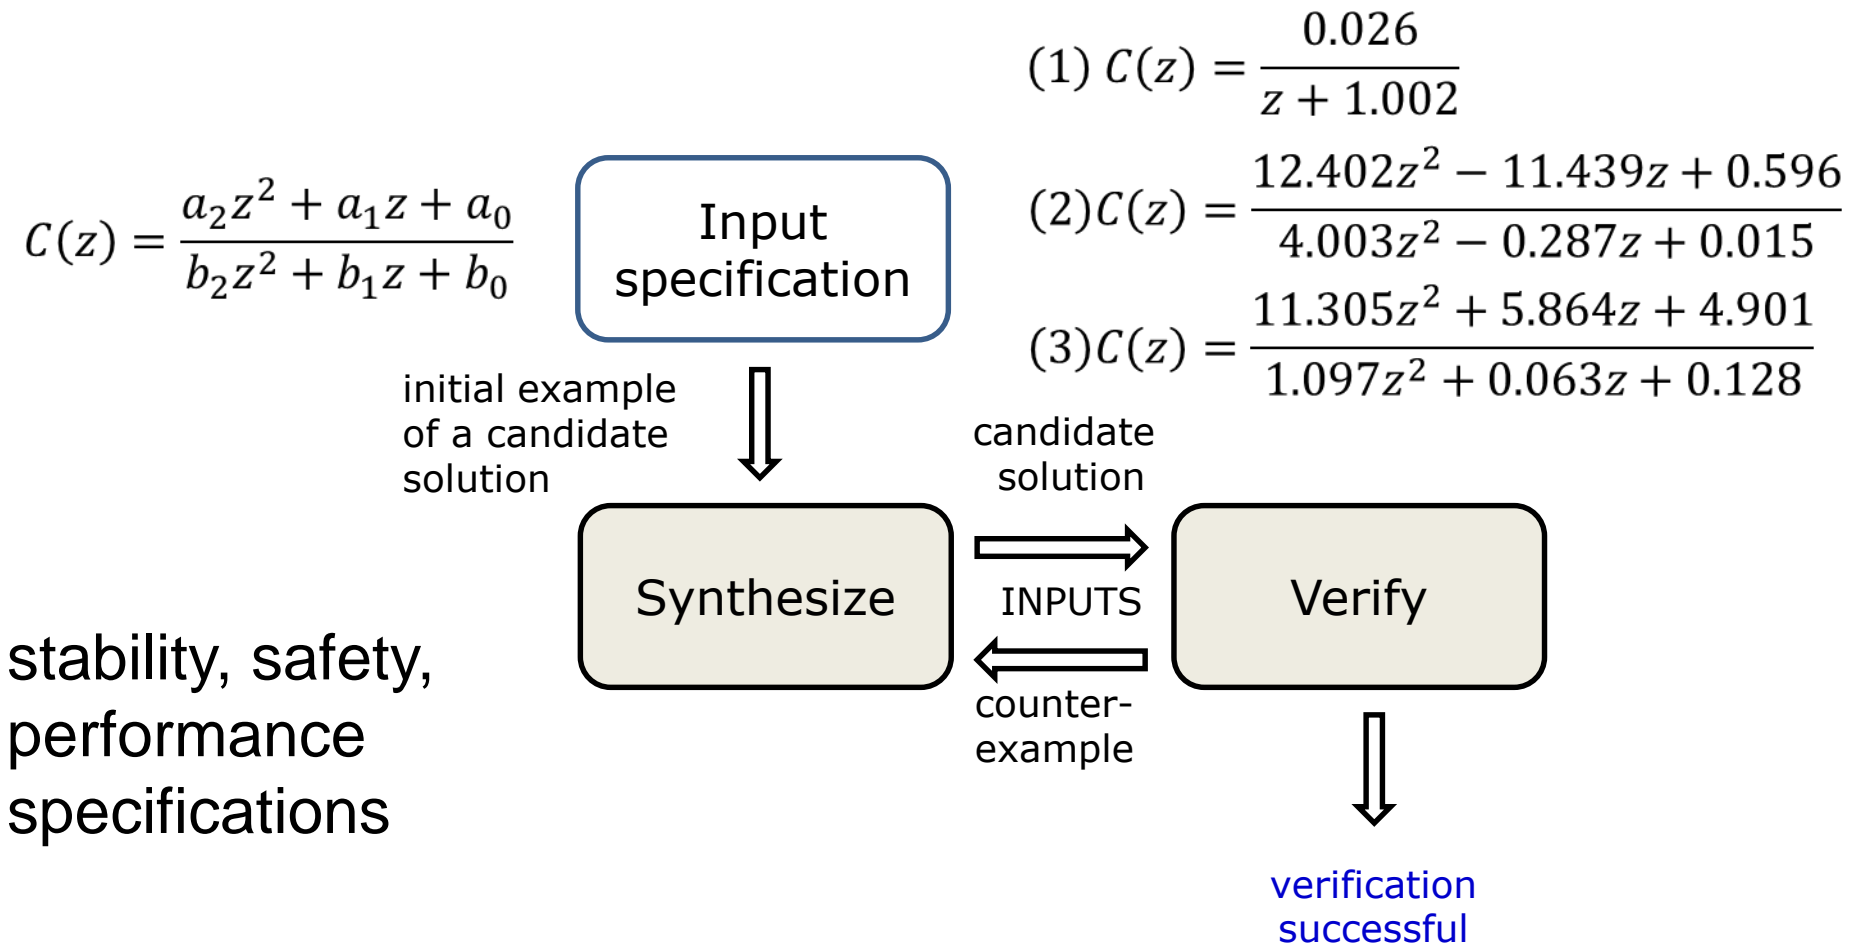 (1) C(z) = 0.026 / (z + 1.002)
C(z) = (a₂z² + a₁z + a₀) / (b₂z² + b₁z + b₀)
Input
specification
(2)C(z) = (12.402z² − 11.439z + 0.596) / (4.003z² − 0.287z + 0.015)
(3)C(z) = (11.305z² + 5.864z + 4.901) / (1.097z² + 0.063z + 0.128)
initial example
of a candidate
solution
candidate
solution
Synthesize
INPUTS
Verify
counter-
example
stability, safety,
performance
specifications
verification
successful